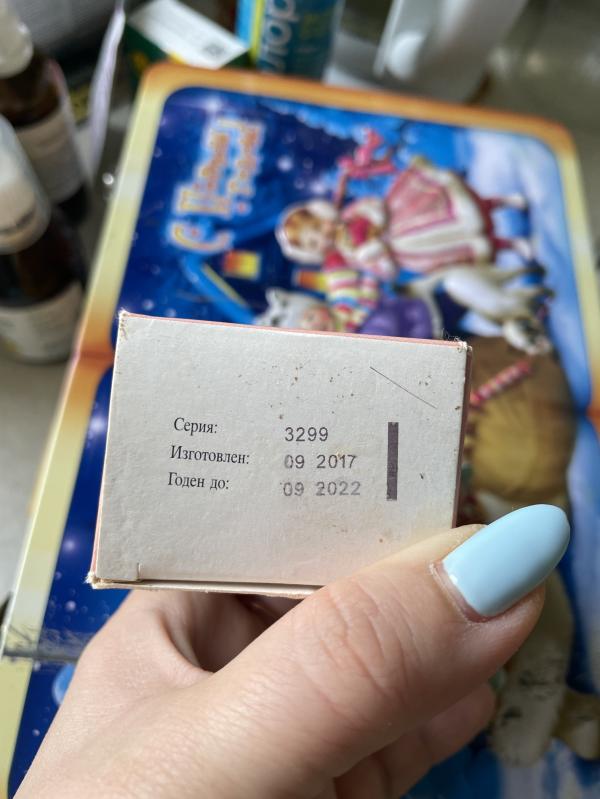 Серия: 3299
Изготовлен: 09 2017
Годен до: 09 2022